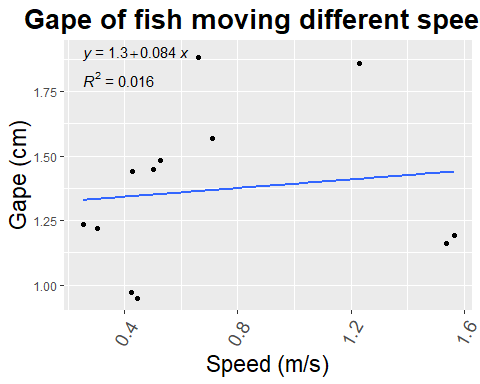 Gape of fish moving different spee
y = 1.3+0.084 x
R² = 0.016
1.75
1.50
1.25
1.00
Gape (cm)
0.4 0.8 1.2 1.6
Speed (m/s)